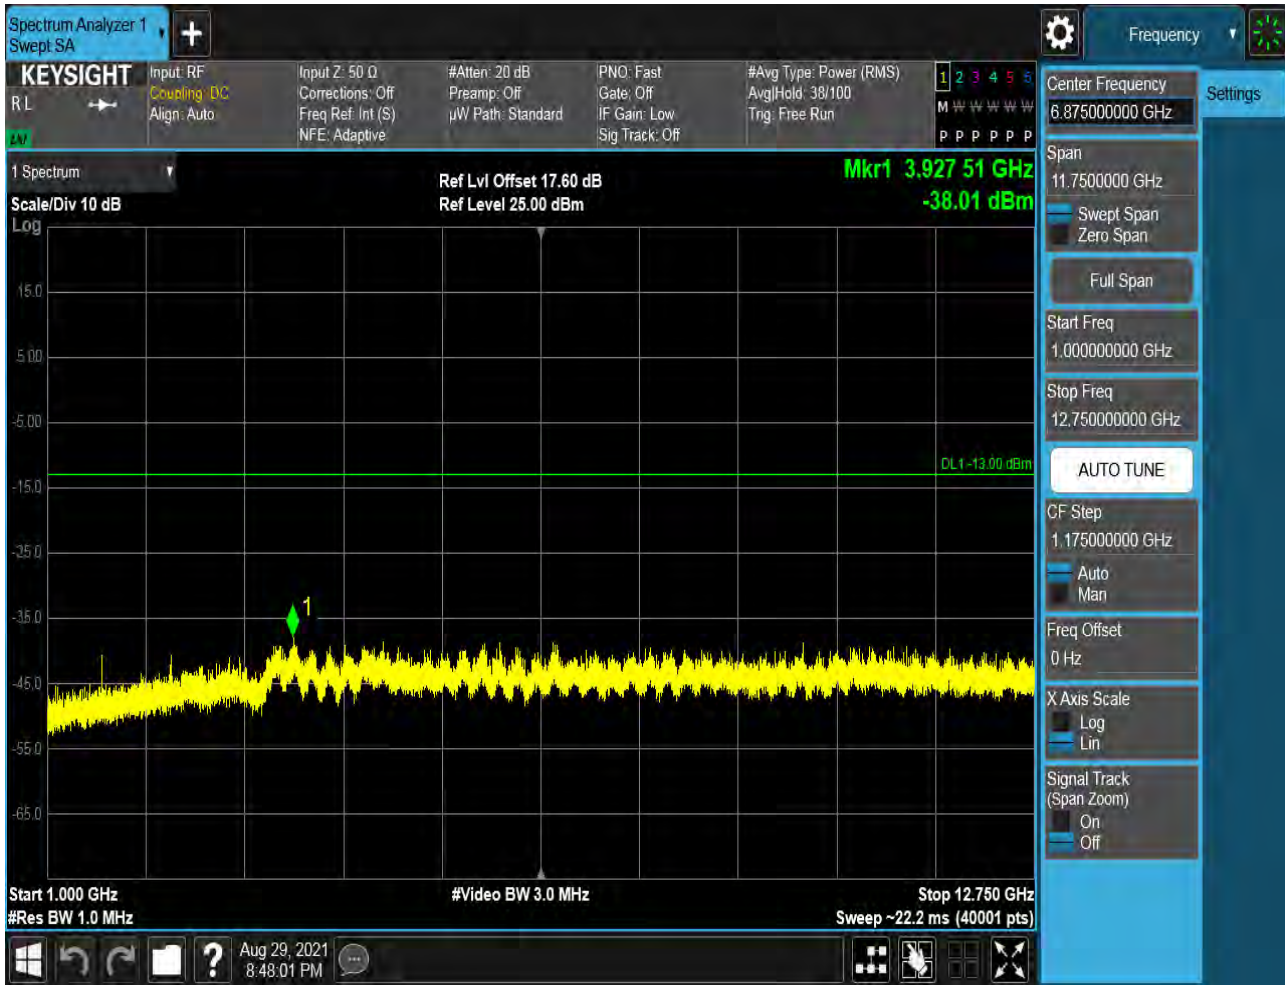 Spectrum Analyzer 1
Swept SA
Frequency
KEYSIGHT
R L
Input: RF
Coupling: DC
Align: Auto
Input Z: 50 Ω
Corrections: Off
Freq Ref: Int (S)
NFE: Adaptive
#Atten: 20 dB
Preamp: Off
µW Path: Standard
PNO: Fast
Gate: Off
IF Gain: Low
Sig Track: Off
#Avg Type: Power (RMS)
Avg|Hold: 38/100
Trig: Free Run
1 2 3 4 5 6
M W W W W W
P P P P P P
1 Spectrum
Scale/Div 10 dB
Log
Ref Lvl Offset 17.60 dB
Ref Level 25.00 dBm
Mkr1 3.927 51 GHz
-38.01 dBm
15.0
5.00
-5.00
-15.0
-25.0
-35.0
-45.0
-55.0
-65.0
DL1 -13.00 dBm
1
Start 1.000 GHz
#Res BW 1.0 MHz
#Video BW 3.0 MHz
Stop 12.750 GHz
Sweep ~22.2 ms (40001 pts)
Center Frequency
6.875000000 GHz
Settings
Span
11.7500000 GHz
Swept Span
Zero Span
Full Span
Start Freq
1.000000000 GHz
Stop Freq
12.750000000 GHz
AUTO TUNE
CF Step
1.175000000 GHz
Auto
Man
Freq Offset
0 Hz
X Axis Scale
Log
Lin
Signal Track
(Span Zoom)
On
Off
?
Aug 29, 2021
8:48:01 PM